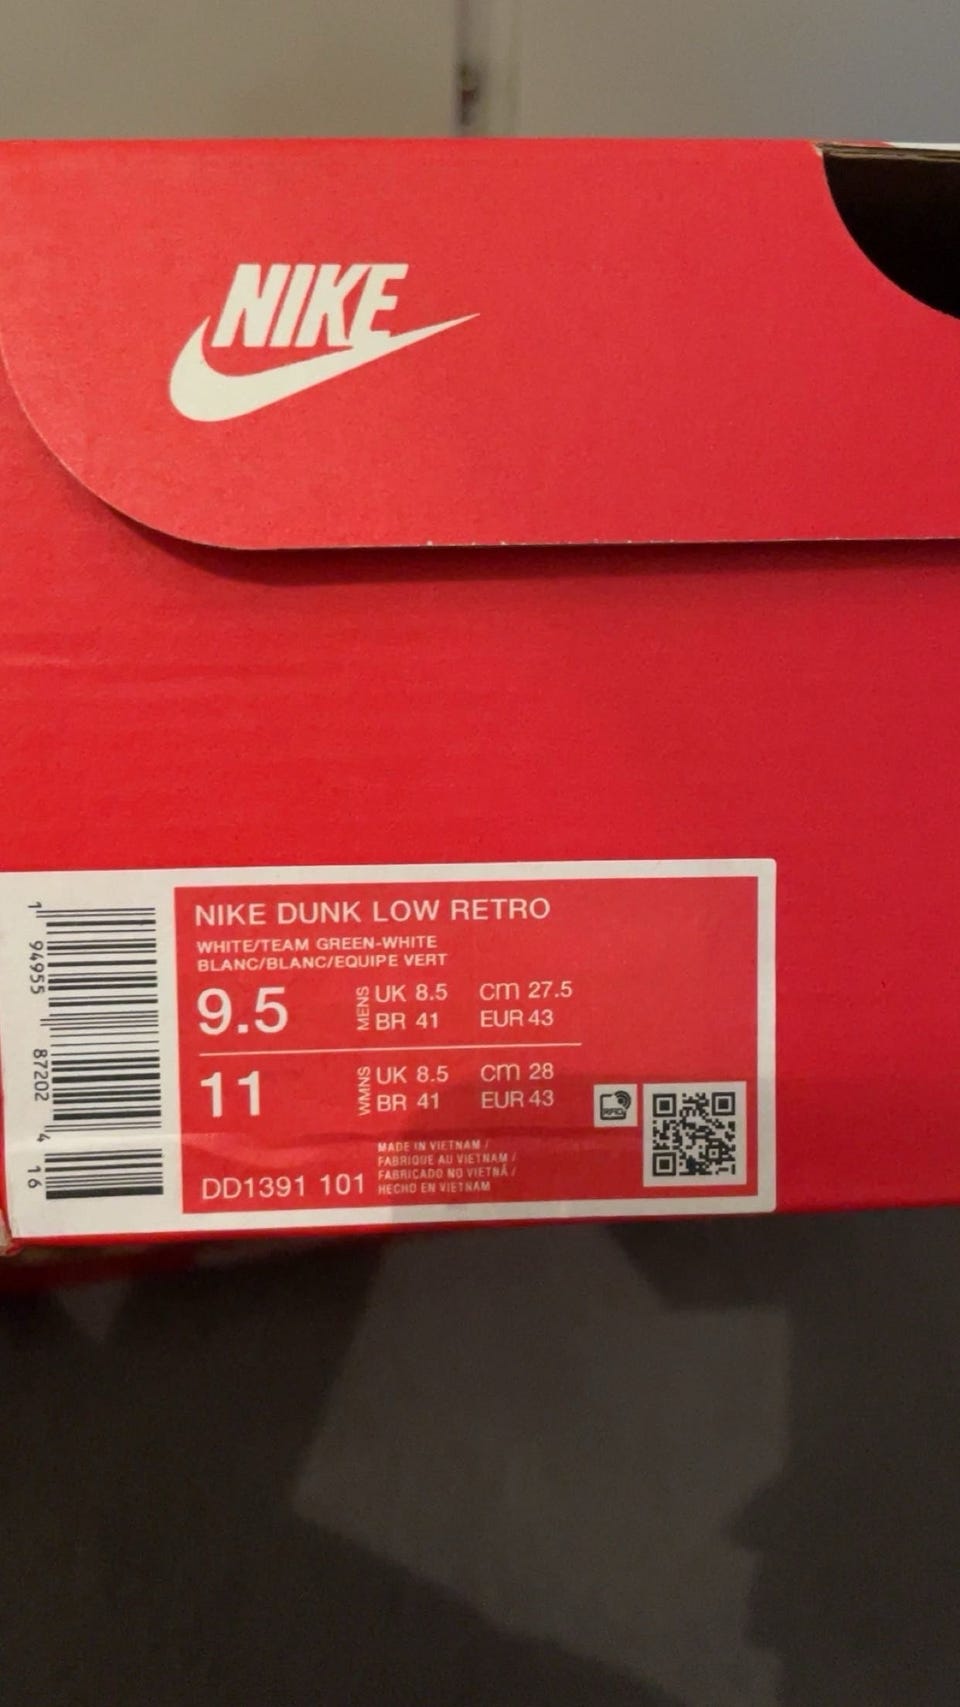 NIKE
NIKE DUNK LOW RETRO
WHITE/TEAM GREEN-WHITE
BLANC/BLANC/EQUIPE VERT
9.5 MENS UK 8.5 cm 27.5
BR 41 EUR 43
11 WMNS UK 8.5 cm 28
BR 41 EUR 43
RFID
MADE IN VIETNAM /
FABRIQUE AU VIETNAM /
FABRICADO NO VIETNÃ /
HECHO EN VIETNAM
DD1391 101
1 94955 87202 4 16